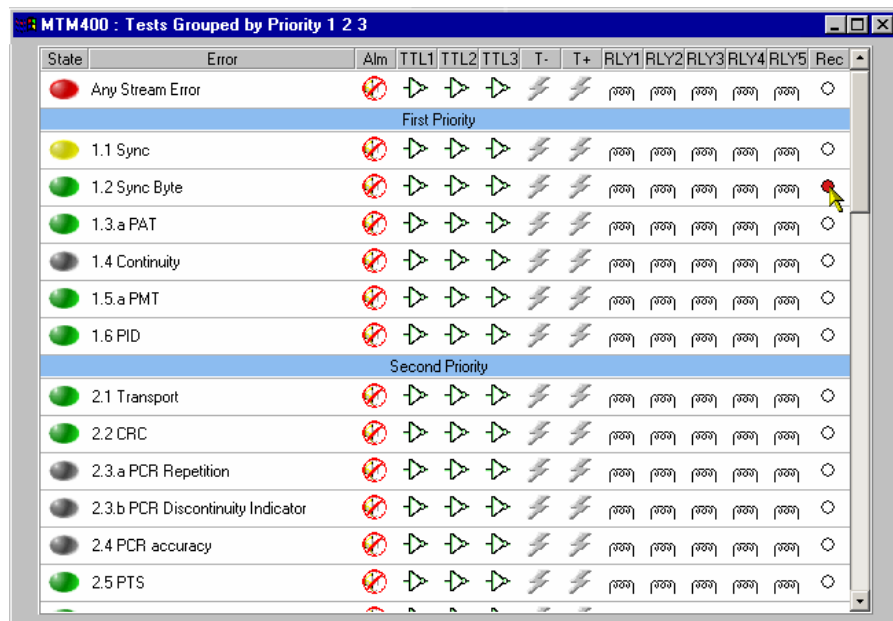 MTM400 : Tests Grouped by Priority 1 2 3
State Error Alm TTL1 TTL2 TTL3 T- T+ RLY1 RLY2 RLY3 RLY4 RLY5 Rec
Any Stream Error
First Priority
1.1 Sync
1.2 Sync Byte
1.3.a PAT
1.4 Continuity
1.5.a PMT
1.6 PID
Second Priority
2.1 Transport
2.2 CRC
2.3.a PCR Repetition
2.3.b PCR Discontinuity Indicator
2.4 PCR accuracy
2.5 PTS